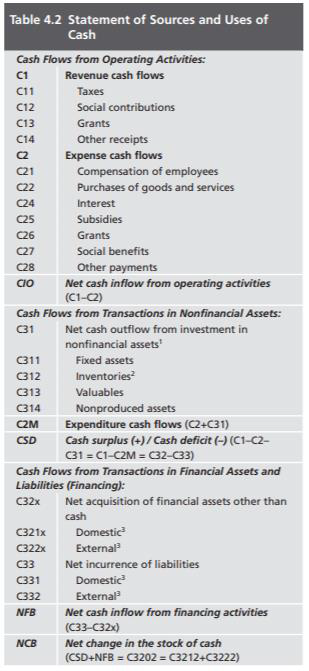 Table 4.2 Statement of Sources and Uses of
Cash
Cash Flows from Operating Activities:
C1 Revenue cash flows
C11 Taxes
C12 Social contributions
C13 Grants
C14 Other receipts
C2 Expense cash flows
C21 Compensation of employees
C22 Purchases of goods and services
C24 Interest
C25 Subsidies
C26 Grants
C27 Social benefits
C28 Other payments
CIO Net cash inflow from operating activities
(C1–C2)
Cash Flows from Transactions in Nonfinancial Assets:
C31 Net cash outflow from investment in
nonfinancial assets¹
C311 Fixed assets
C312 Inventories²
C313 Valuables
C314 Nonproduced assets
C2M Expenditure cash flows (C2+C31)
CSD Cash surplus (+) / Cash deficit (–) (C1–C2–
C31 = C1–C2M = C32–C33)
Cash Flows from Transactions in Financial Assets and
Liabilities (Financing):
C32x Net acquisition of financial assets other than
cash
C321x Domestic³
C322x External³
C33 Net incurrence of liabilities
C331 Domestic³
C332 External³
NFB Net cash inflow from financing activities
(C33–C32x)
NCB Net change in the stock of cash
(CSD+NFB = C3202 = C3212+C3222)